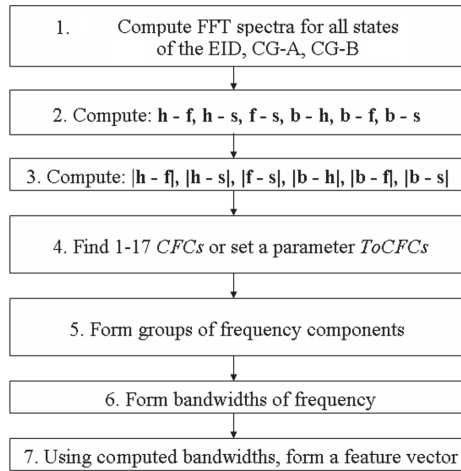 1. Compute FFT spectra for all states
of the EID, CG-A, CG-B
2. Compute: h - f, h - s, f - s, b - h, b - f, b - s
3. Compute: |h - f|, |h - s|, |f - s|, |b - h|, |b - f|, |b - s|
4. Find 1-17 CFCs or set a parameter ToCFCs
5. Form groups of frequency components
6. Form bandwidths of frequency
7. Using computed bandwidths, form a feature vector